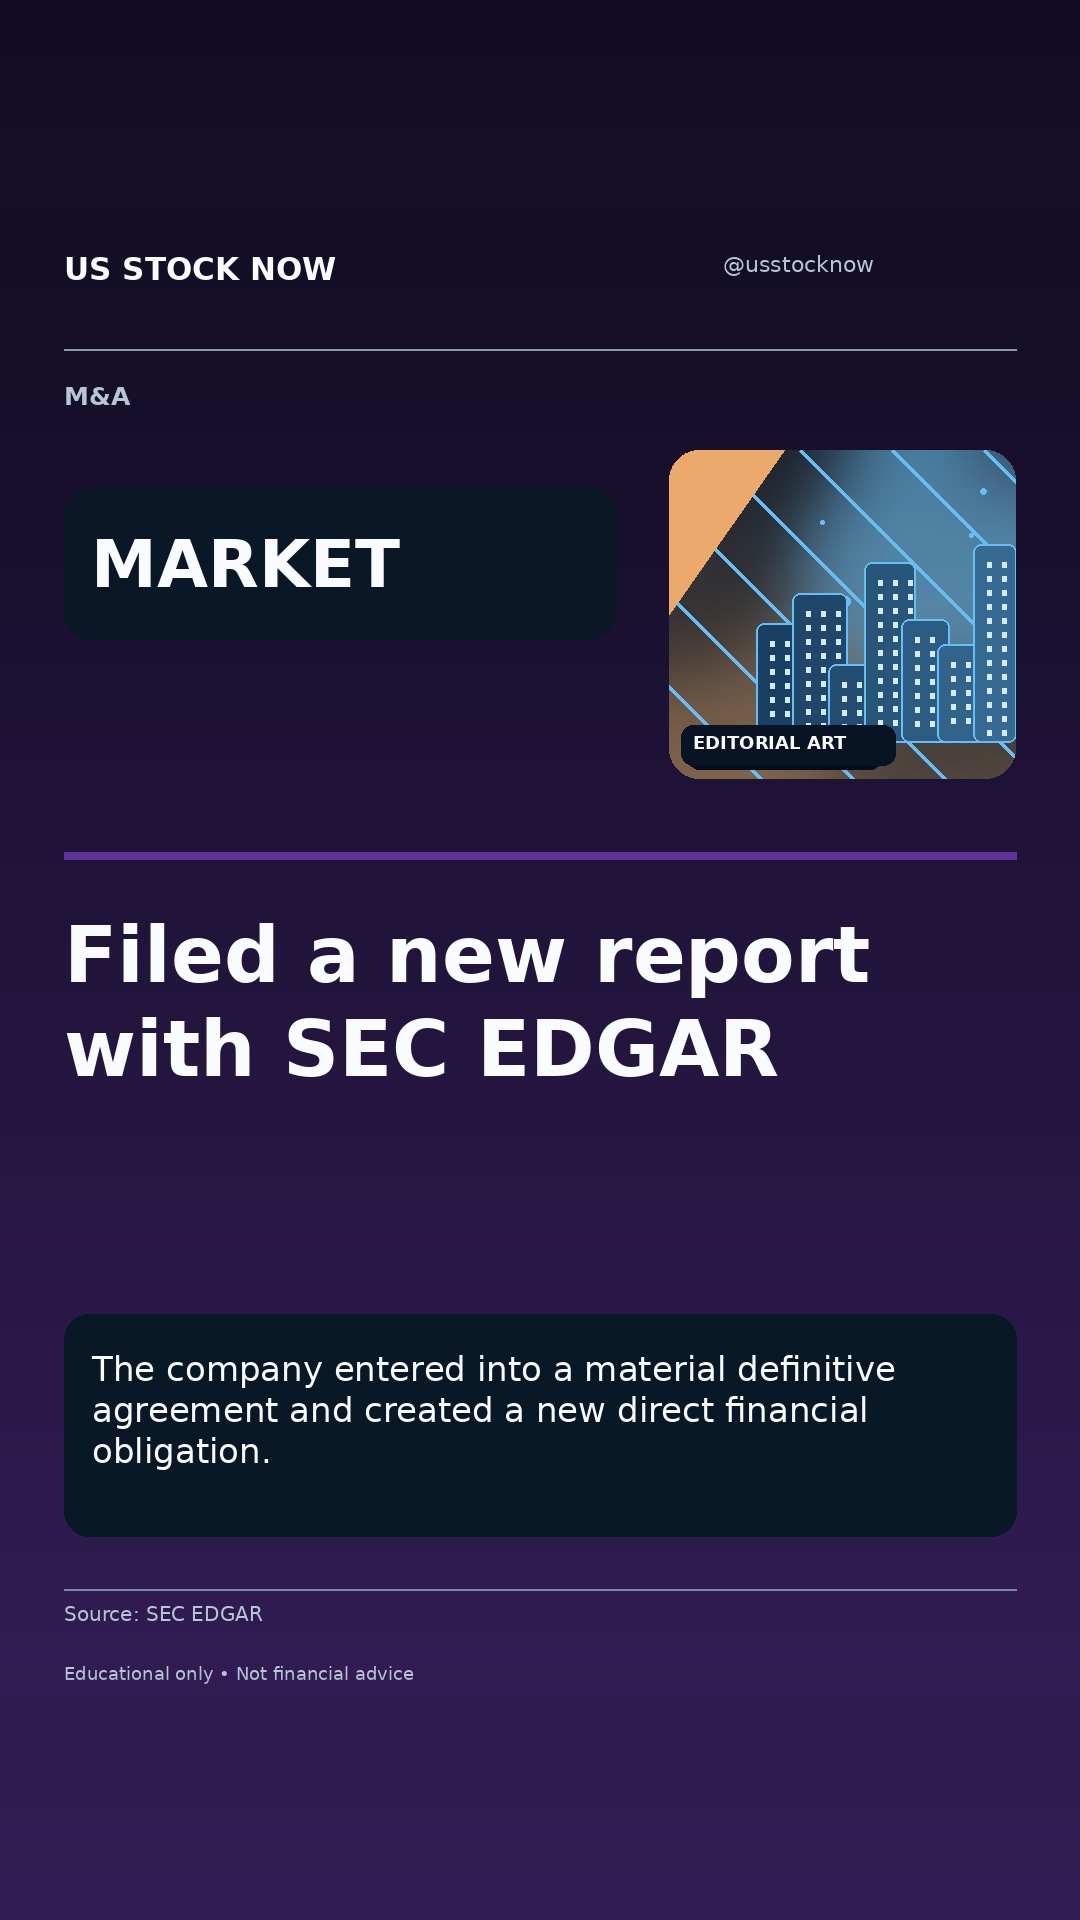 US STOCK NOW
@usstocknow
M&A
MARKET
EDITORIAL ART
Filed a new report
with SEC EDGAR
The company entered into a material definitive
agreement and created a new direct financial
obligation.
Source: SEC EDGAR
Educational only • Not financial advice